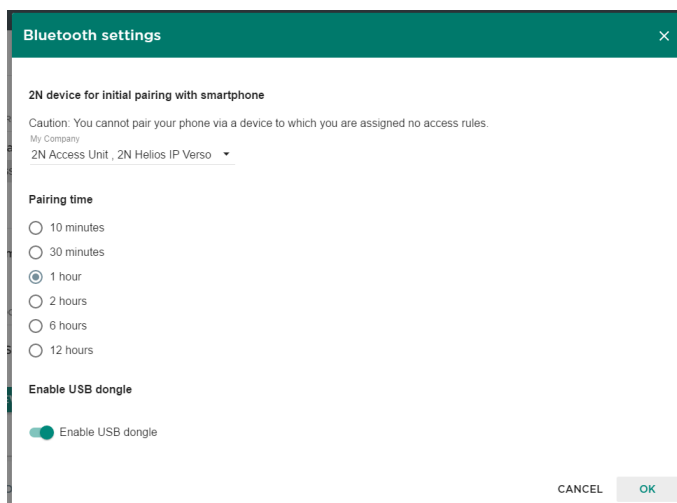 Bluetooth settings
2N device for initial pairing with smartphone
Caution: You cannot pair your phone via a device to which you are assigned no access rules.
My Company
2N Access Unit , 2N Helios IP Verso
Pairing time
10 minutes
30 minutes
1 hour
2 hours
6 hours
12 hours
Enable USB dongle
Enable USB dongle
CANCEL OK